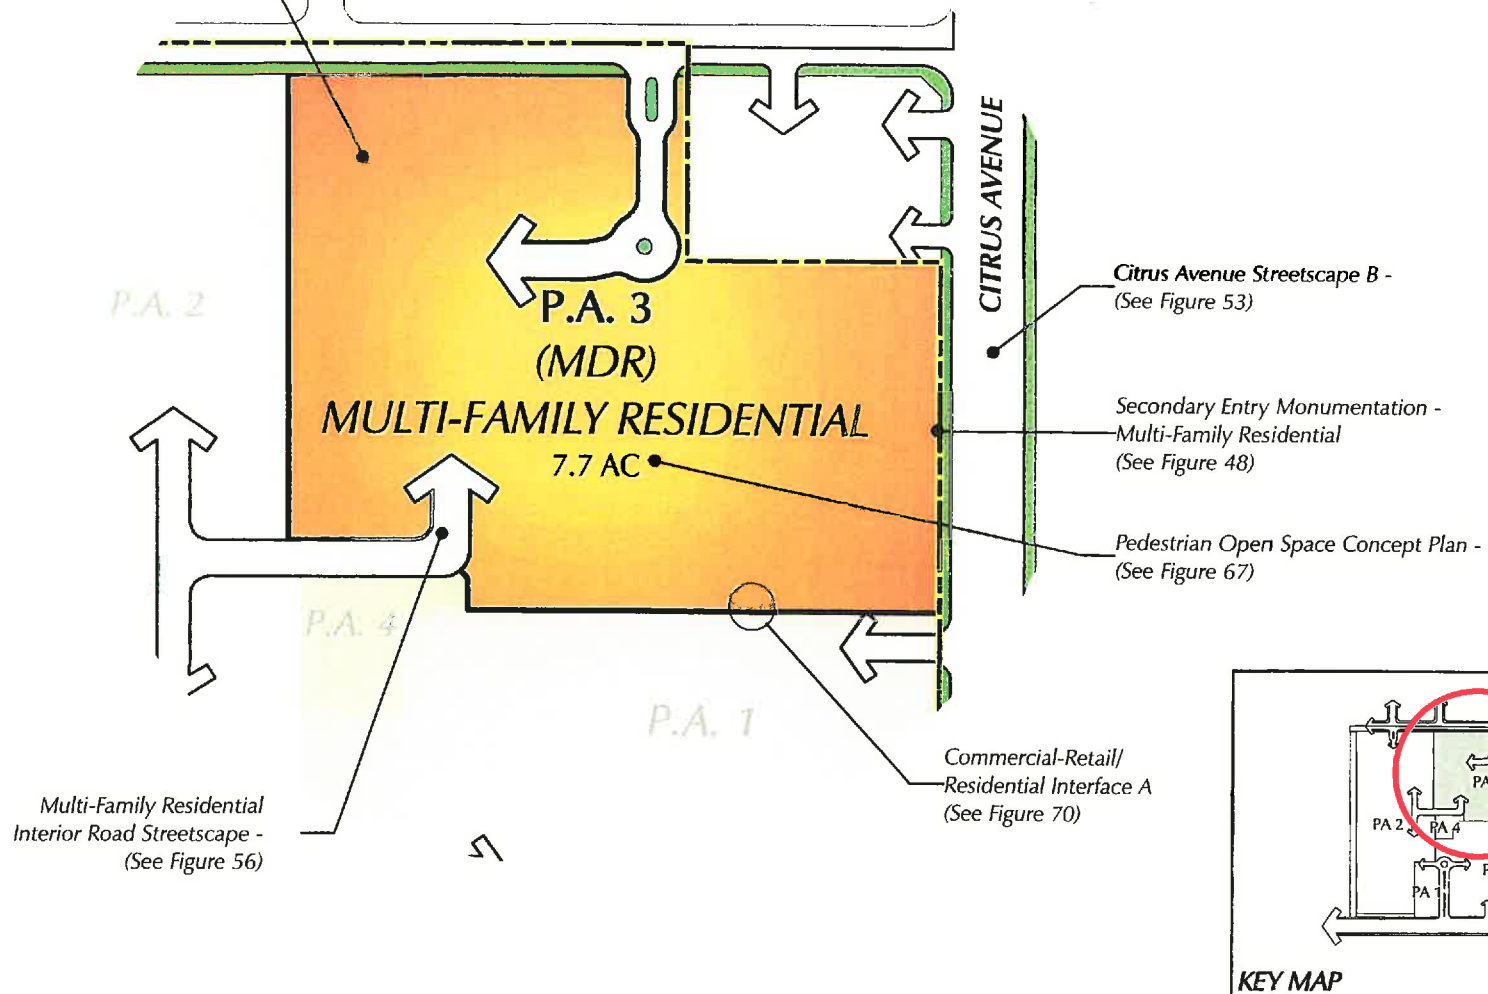 CITRUS AVENUE
P.A. 2
P.A. 3
(MDR)
MULTI-FAMILY RESIDENTIAL
7.7 AC
Citrus Avenue Streetscape B -
(See Figure 53)
Secondary Entry Monumentation -
Multi-Family Residential
(See Figure 48)
Pedestrian Open Space Concept Plan -
(See Figure 67)
P.A. 4
P.A. 1
Commercial-Retail/
Residential Interface A
(See Figure 70)
Multi-Family Residential
Interior Road Streetscape -
(See Figure 56)
PA
PA 2
PA 4
PA 1
KEY MAP